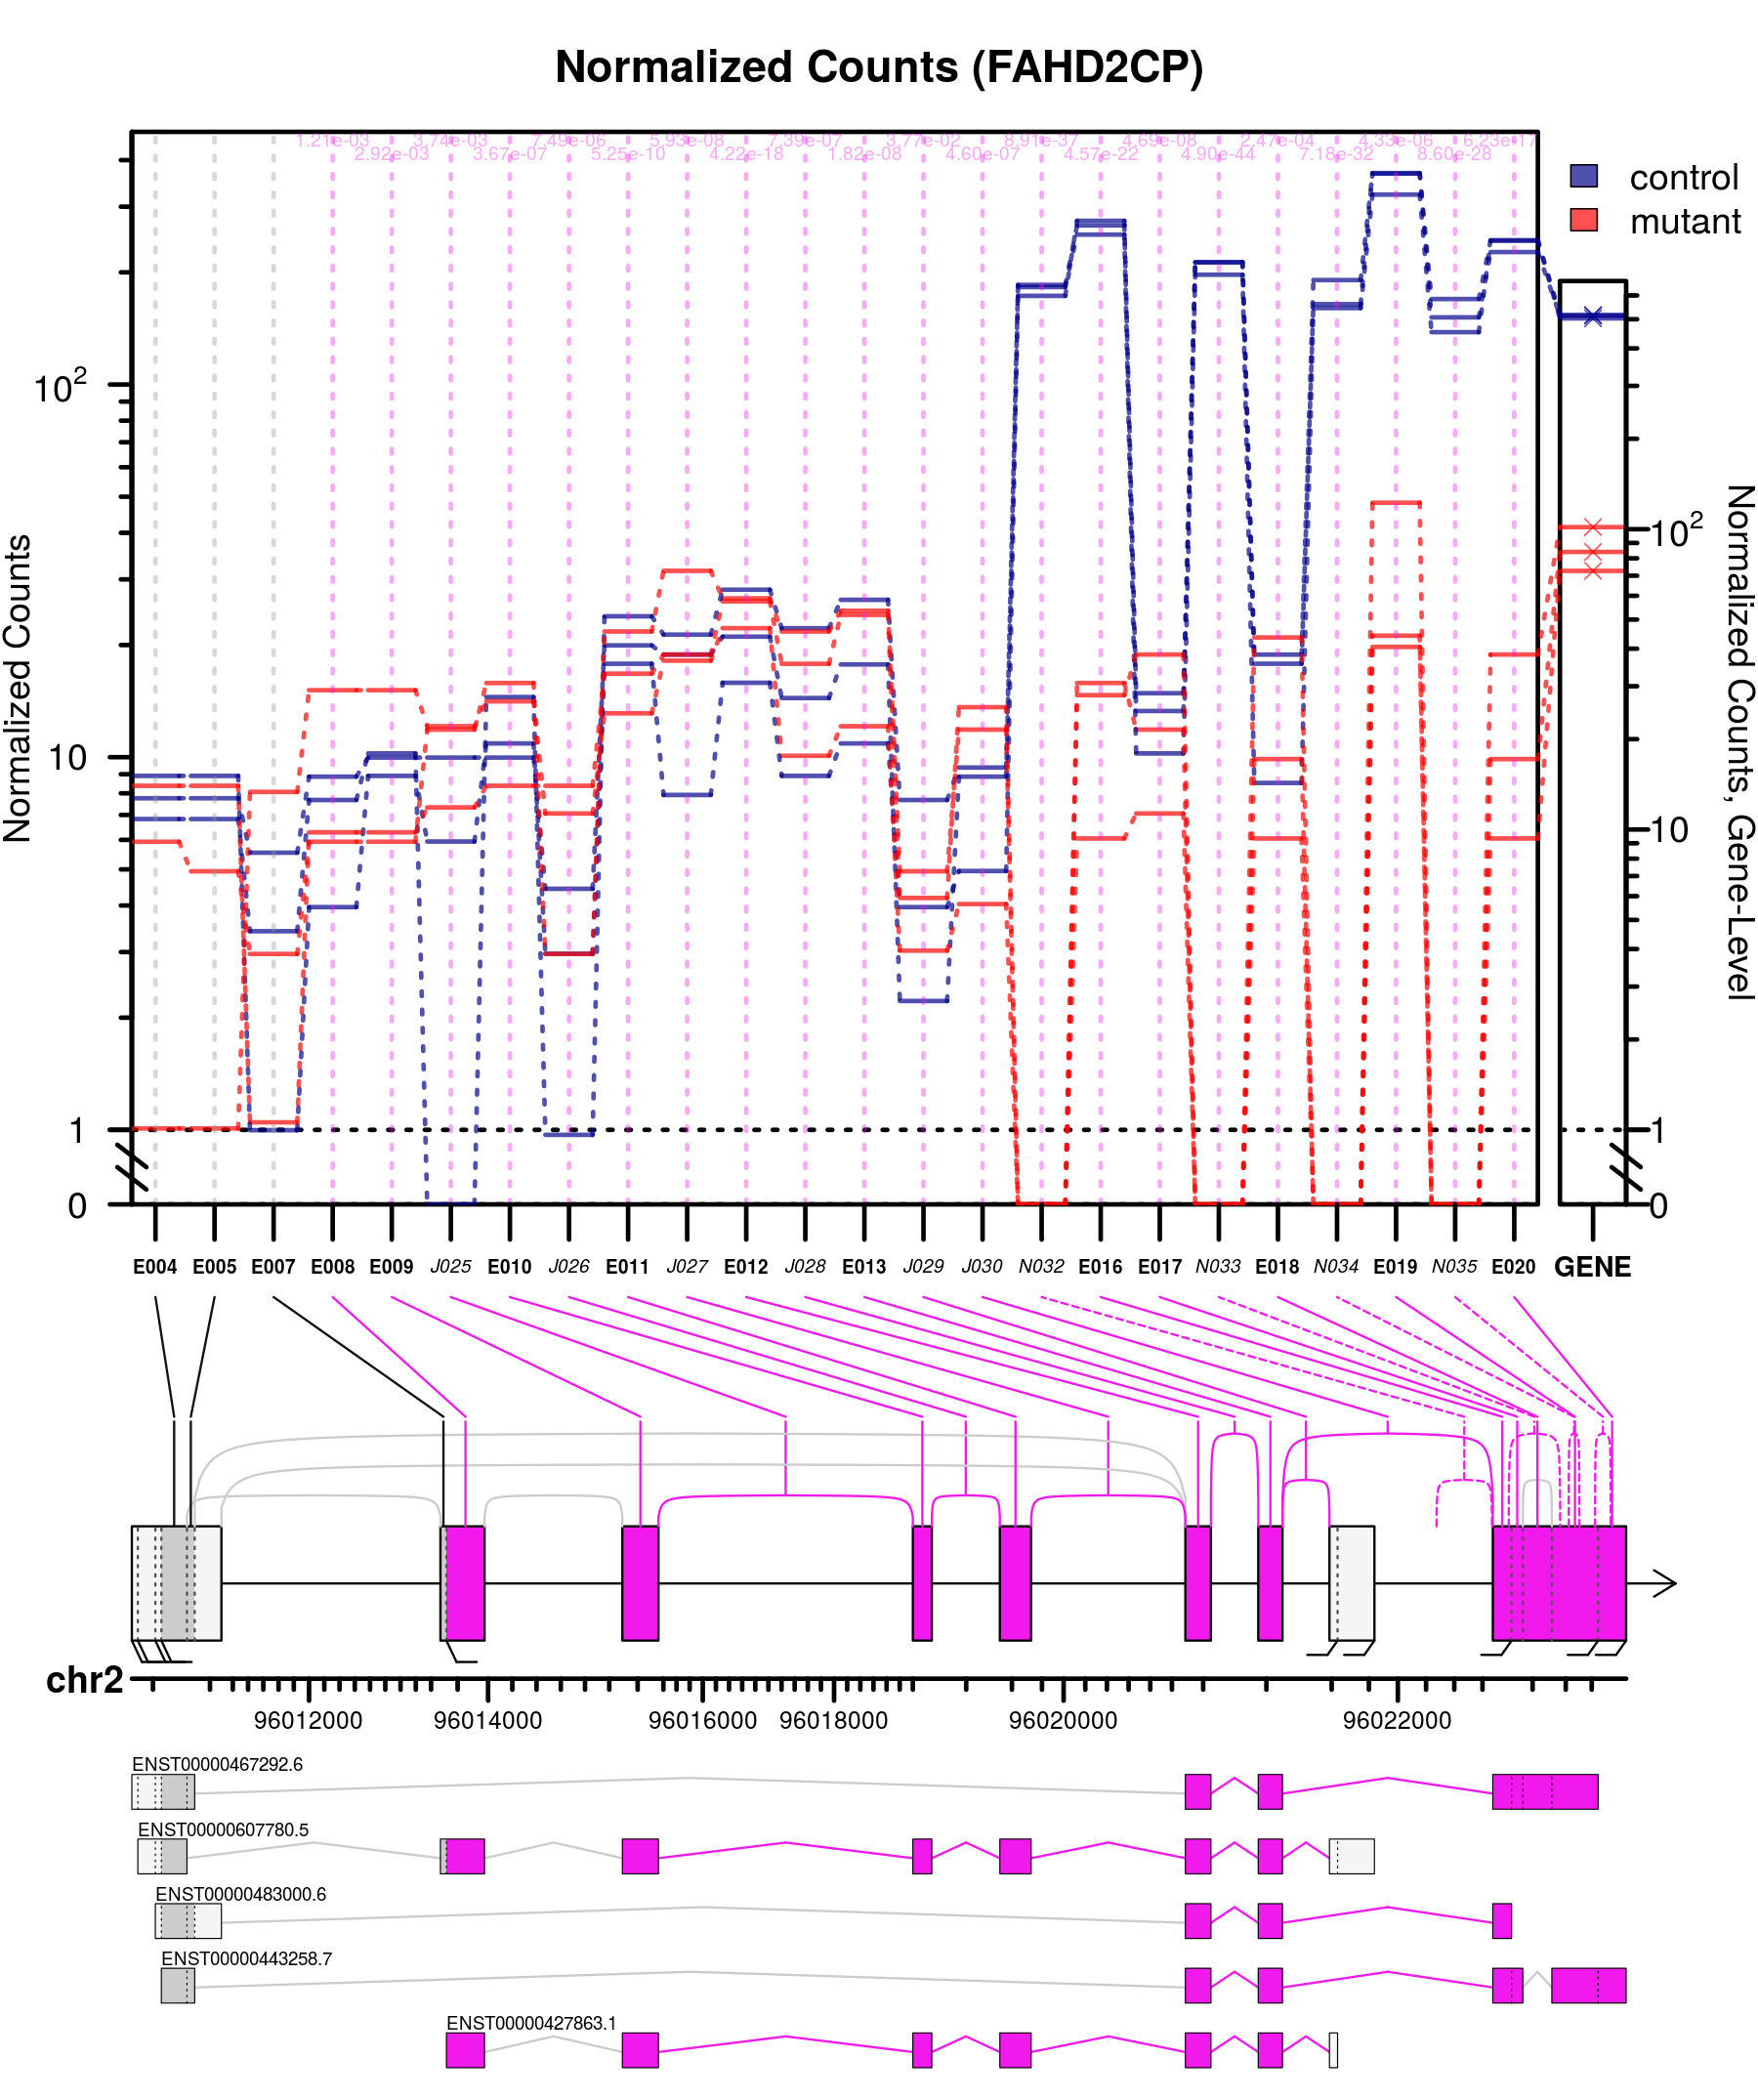 Normalized Counts (FAHD2CP)
1.21e-03 3.74e-03 7.49e-06 5.93e-08 7.39e-07 3.77e-02 8.91e-37 4.69e-08 2.47e-04 4.33e-06 6.23e-17
2.92e-03 3.67e-07 5.25e-10 4.22e-18 1.82e-08 4.60e-07 4.57e-22 4.90e-44 7.18e-32 8.60e-28
control
mutant
Normalized Counts
10²
10
1
0
Normalized Counts, Gene-Level
10²
10
1
0
E004 E005 E007 E008 E009 J025 E010 J026 E011 J027 E012 J028 E013 J029 J030 N032 E016 E017 N033 E018 N034 E019 N035 E020 GENE
chr2
96012000 96014000 96016000 96018000 96020000 96022000
ENST00000467292.6
ENST00000607780.5
ENST00000483000.6
ENST00000443258.7
ENST00000427863.1